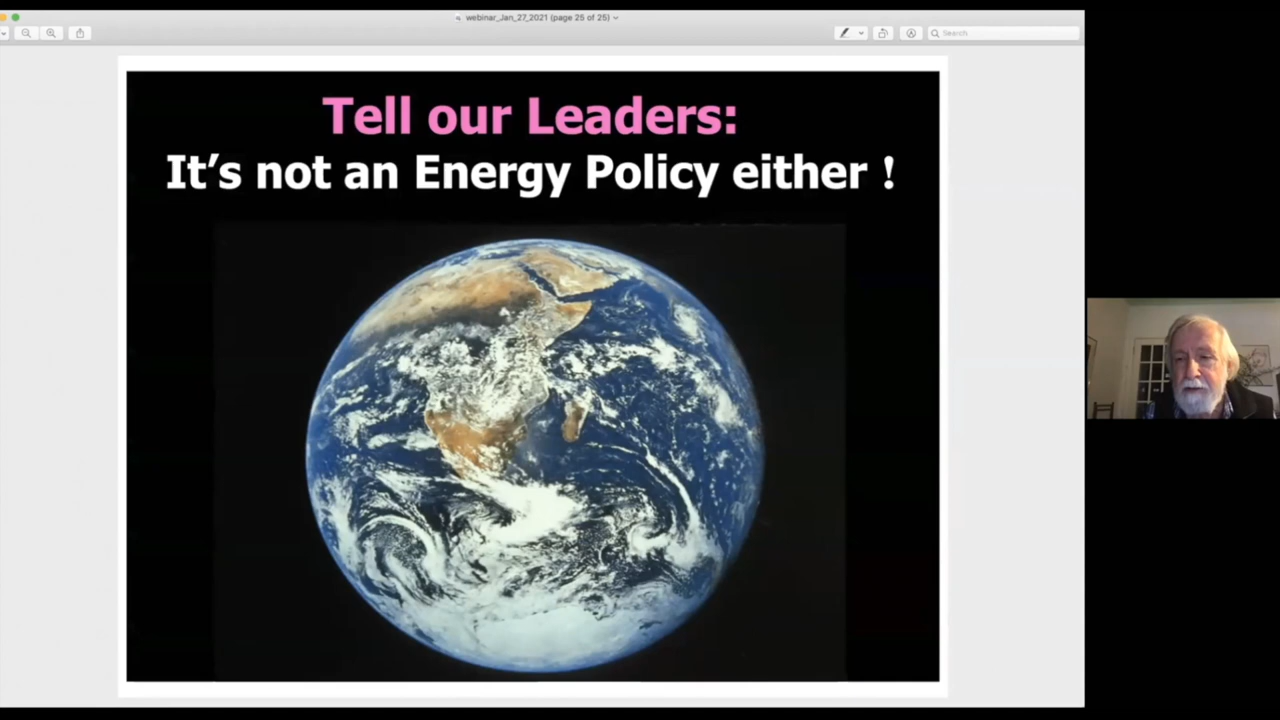 webinar_Jan_27_2021 (page 25 of 25)
Search
Tell our Leaders:
It's not an Energy Policy either !